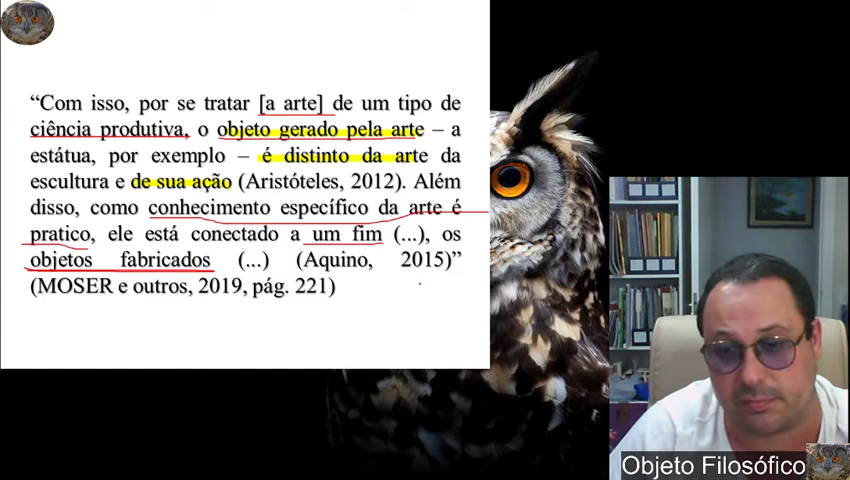 “Com isso, por se tratar [a arte] de um tipo de
ciência produtiva, o objeto gerado pela arte – a
estátua, por exemplo – é distinto da arte da
escultura e de sua ação (Aristóteles, 2012). Além
disso, como conhecimento específico da arte é
pratico, ele está conectado a um fim (...), os
objetos fabricados (...) (Aquino, 2015)”
(MOSER e outros, 2019, pág. 221)
Objeto Filosófico